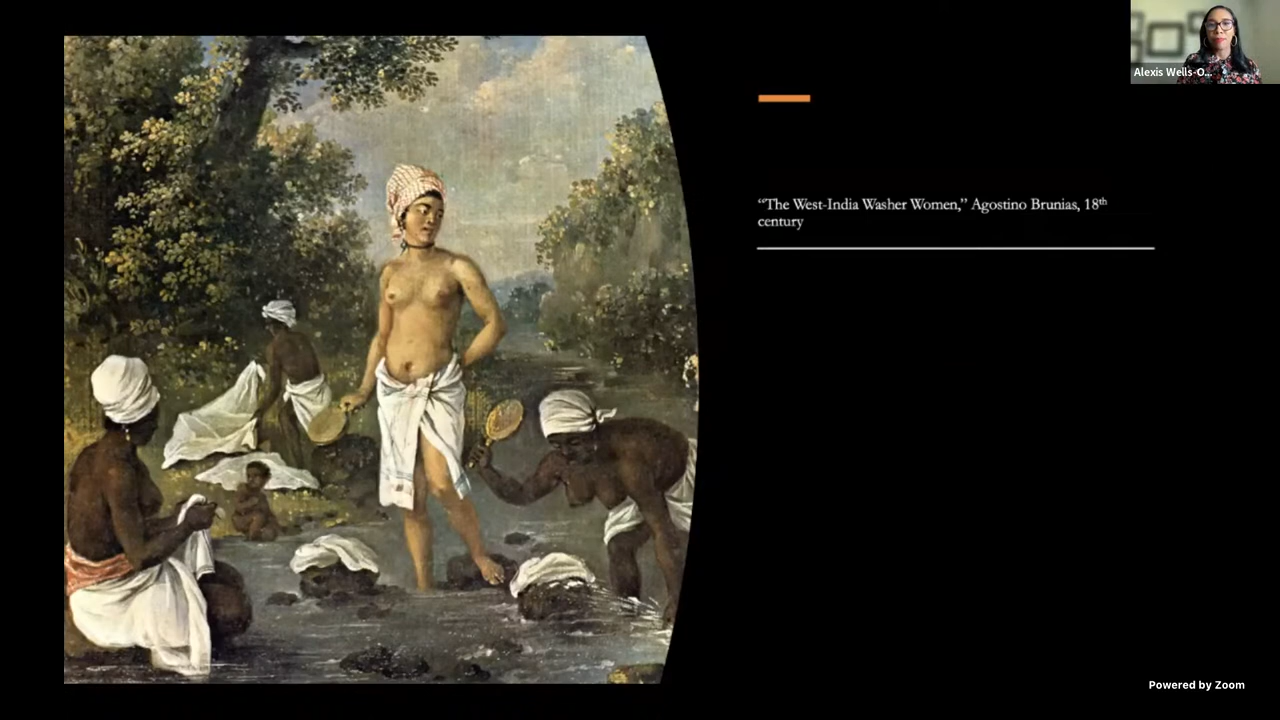 Alexis Wells-O...
“The West-India Washer Women,” Agostino Brunias, 18th
century
Powered by Zoom